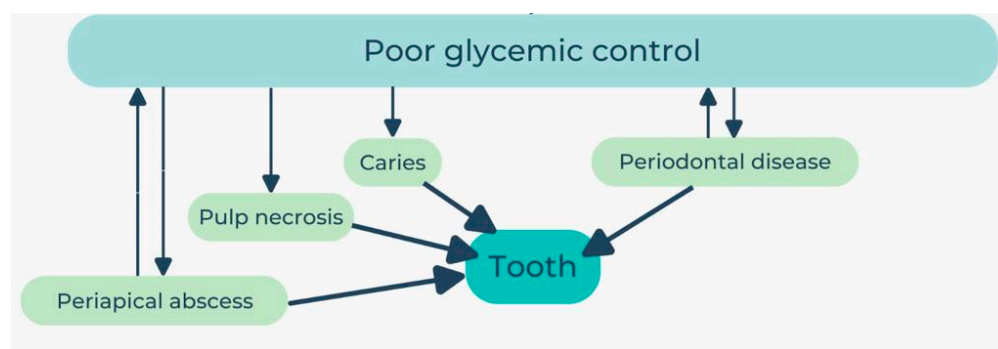 Poor glycemic control
Caries
Periodontal disease
Pulp necrosis
Tooth
Periapical abscess